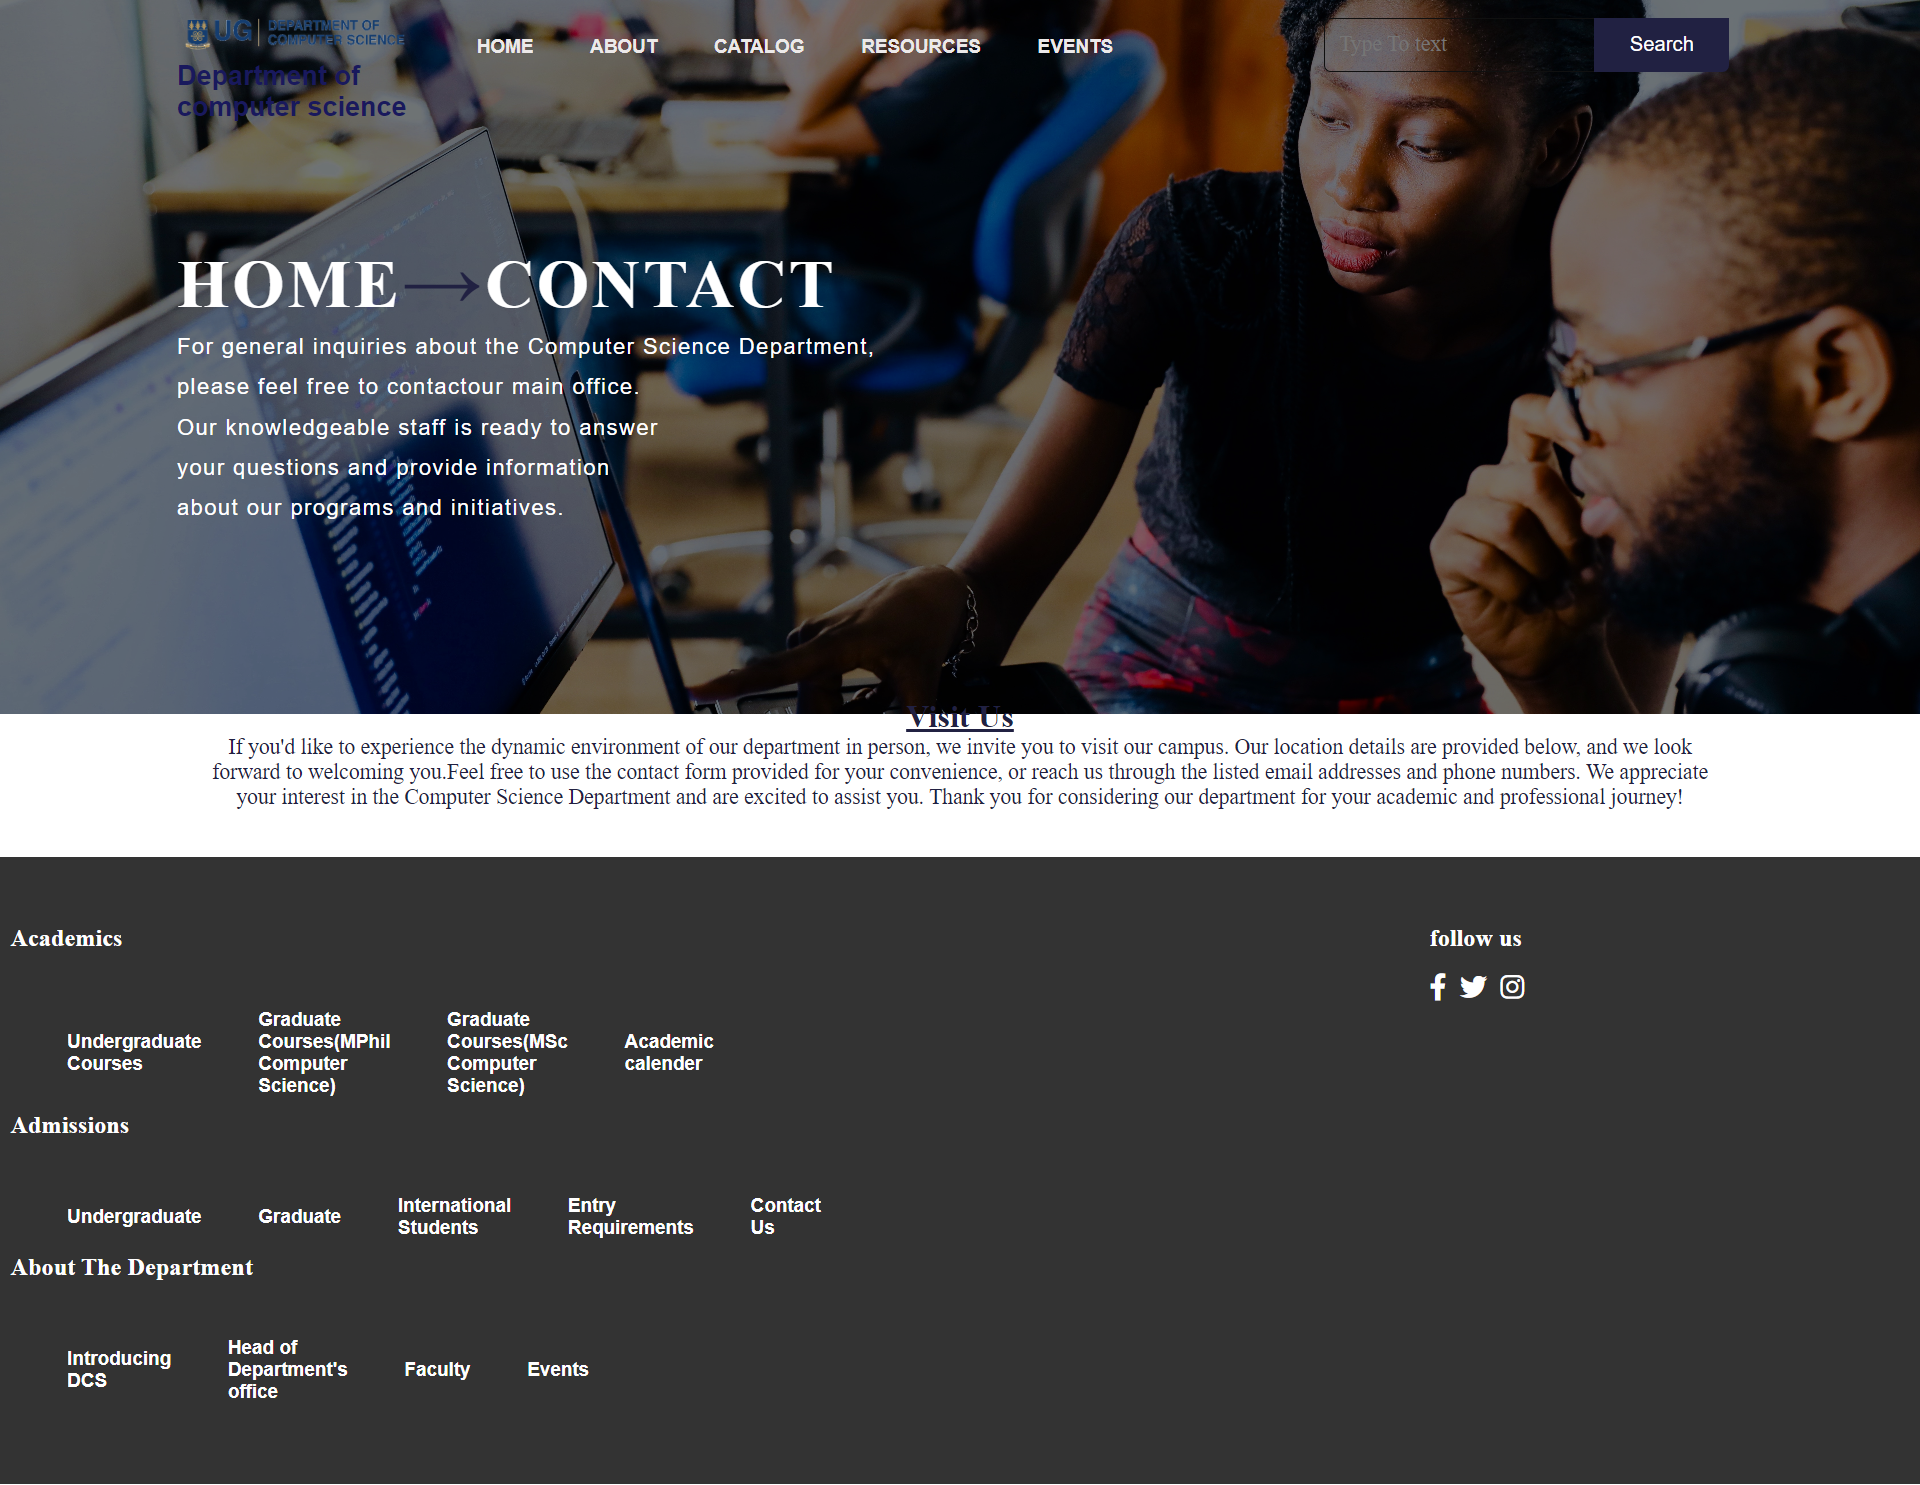 UG | DEPARTMENT OF
COMPUTER SCIENCE
Department of
computer science
HOME
ABOUT
CATALOG
RESOURCES
EVENTS
Type To text
Search
HOME→CONTACT
For general inquiries about the Computer Science Department,
please feel free to contactour main office.
Our knowledgeable staff is ready to answer
your questions and provide information
about our programs and initiatives.
Visit Us
If you'd like to experience the dynamic environment of our department in person, we invite you to visit our campus. Our location details are provided below, and we look
forward to welcoming you.Feel free to use the contact form provided for your convenience, or reach us through the listed email addresses and phone numbers. We appreciate
your interest in the Computer Science Department and are excited to assist you. Thank you for considering our department for your academic and professional journey!
Academics
Undergraduate
Courses
Graduate
Courses(MPhil
Computer
Science)
Graduate
Courses(MSc
Computer
Science)
Academic
calender
Admissions
Undergraduate
Graduate
International
Students
Entry
Requirements
Contact
Us
About The Department
Introducing
DCS
Head of
Department's
office
Faculty
Events
follow us